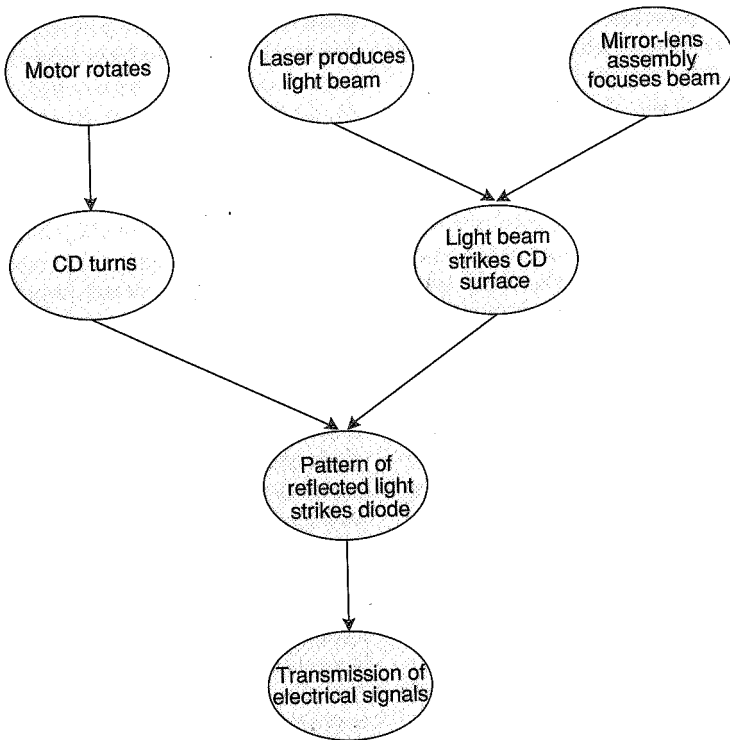 Motor rotates
Laser produces
light beam
Mirror-lens
assembly
focuses beam
CD turns
Light beam
strikes CD
surface
Pattern of
reflected light
strikes diode
Transmission of
electrical signals